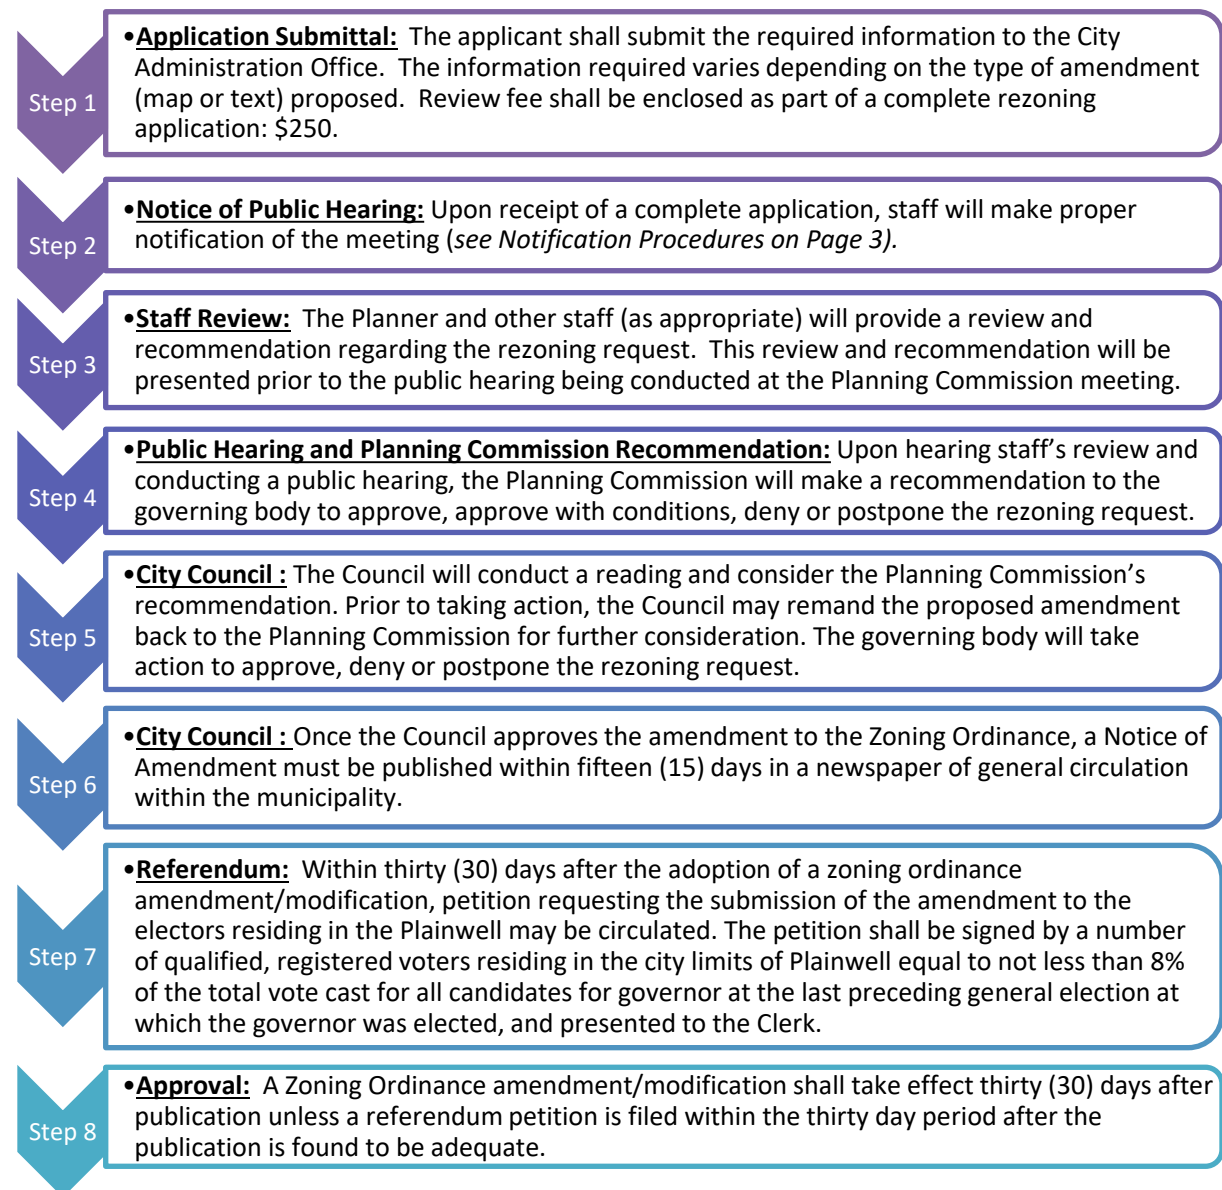 Step 1
•Application Submittal: The applicant shall submit the required information to the City
Administration Office. The information required varies depending on the type of amendment
(map or text) proposed. Review fee shall be enclosed as part of a complete rezoning
application: $250.
Step 2
•Notice of Public Hearing: Upon receipt of a complete application, staff will make proper
notification of the meeting (see Notification Procedures on Page 3).
Step 3
•Staff Review: The Planner and other staff (as appropriate) will provide a review and
recommendation regarding the rezoning request. This review and recommendation will be
presented prior to the public hearing being conducted at the Planning Commission meeting.
Step 4
•Public Hearing and Planning Commission Recommendation: Upon hearing staff’s review and
conducting a public hearing, the Planning Commission will make a recommendation to the
governing body to approve, approve with conditions, deny or postpone the rezoning request.
Step 5
•City Council : The Council will conduct a reading and consider the Planning Commission’s
recommendation. Prior to taking action, the Council may remand the proposed amendment
back to the Planning Commission for further consideration. The governing body will take
action to approve, deny or postpone the rezoning request.
Step 6
•City Council : Once the Council approves the amendment to the Zoning Ordinance, a Notice of
Amendment must be published within fifteen (15) days in a newspaper of general circulation
within the municipality.
Step 7
•Referendum: Within thirty (30) days after the adoption of a zoning ordinance
amendment/modification, petition requesting the submission of the amendment to the
electors residing in the Plainwell may be circulated. The petition shall be signed by a number
of qualified, registered voters residing in the city limits of Plainwell equal to not less than 8%
of the total vote cast for all candidates for governor at the last preceding general election at
which the governor was elected, and presented to the Clerk.
Step 8
•Approval: A Zoning Ordinance amendment/modification shall take effect thirty (30) days after
publication unless a referendum petition is filed within the thirty day period after the
publication is found to be adequate.